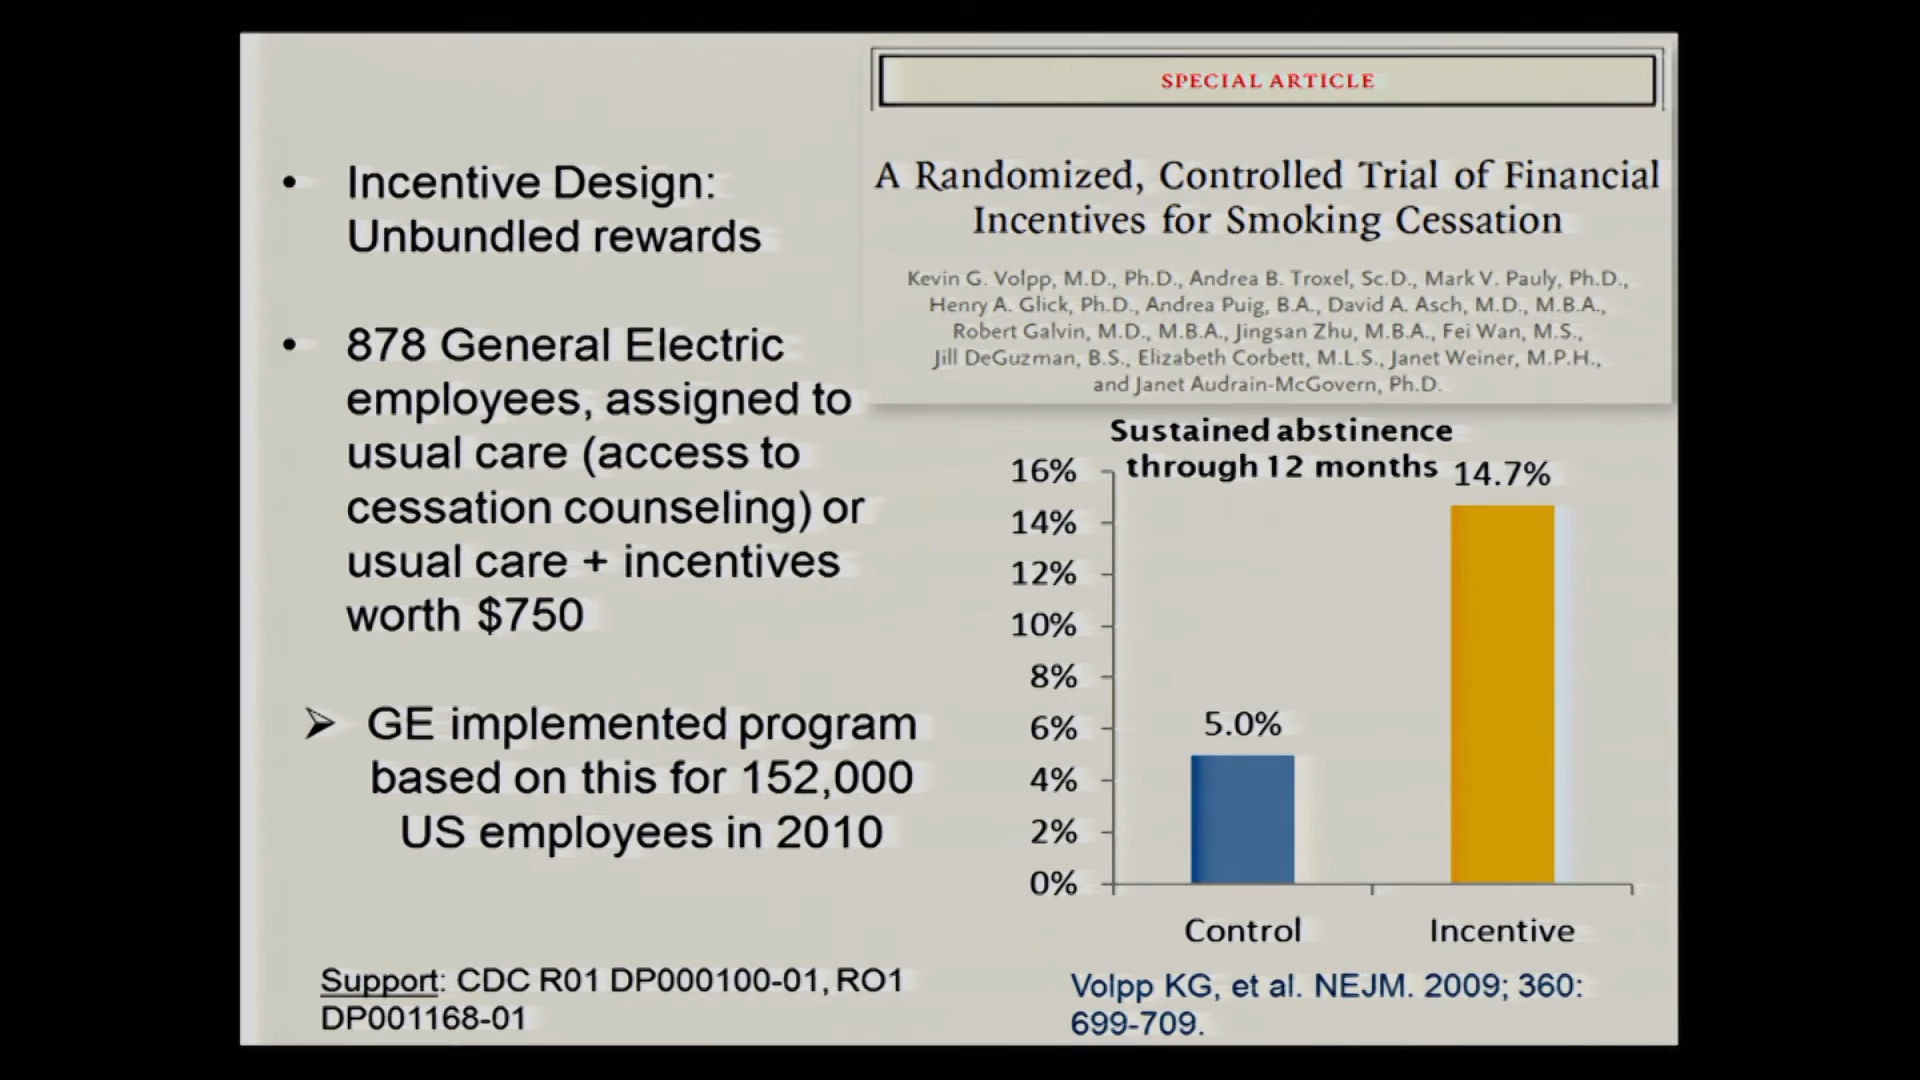 • Incentive Design:
Unbundled rewards
• 878 General Electric
employees, assigned to
usual care (access to
cessation counseling) or
usual care + incentives
worth $750
➢ GE implemented program
based on this for 152,000
US employees in 2010
Support: CDC R01 DP000100-01, RO1
DP001168-01
SPECIAL ARTICLE
A Randomized, Controlled Trial of Financial
Incentives for Smoking Cessation
Kevin G. Volpp, M.D., Ph.D., Andrea B. Troxel, Sc.D., Mark V. Pauly, Ph.D.,
Henry A. Glick, Ph.D., Andrea Puig, B.A., David A. Asch, M.D., M.B.A.,
Robert Galvin, M.D., M.B.A., Jingsan Zhu, M.B.A., Fei Wan, M.S.,
Jill DeGuzman, B.S., Elizabeth Corbett, M.L.S., Janet Weiner, M.P.H.,
and Janet Audrain-McGovern, Ph.D.
Sustained abstinence
through 12 months
16%
14%
12%
10%
8%
6%
4%
2%
0%
5.0%
14.7%
Control
Incentive
Volpp KG, et al. NEJM. 2009; 360:
699-709.